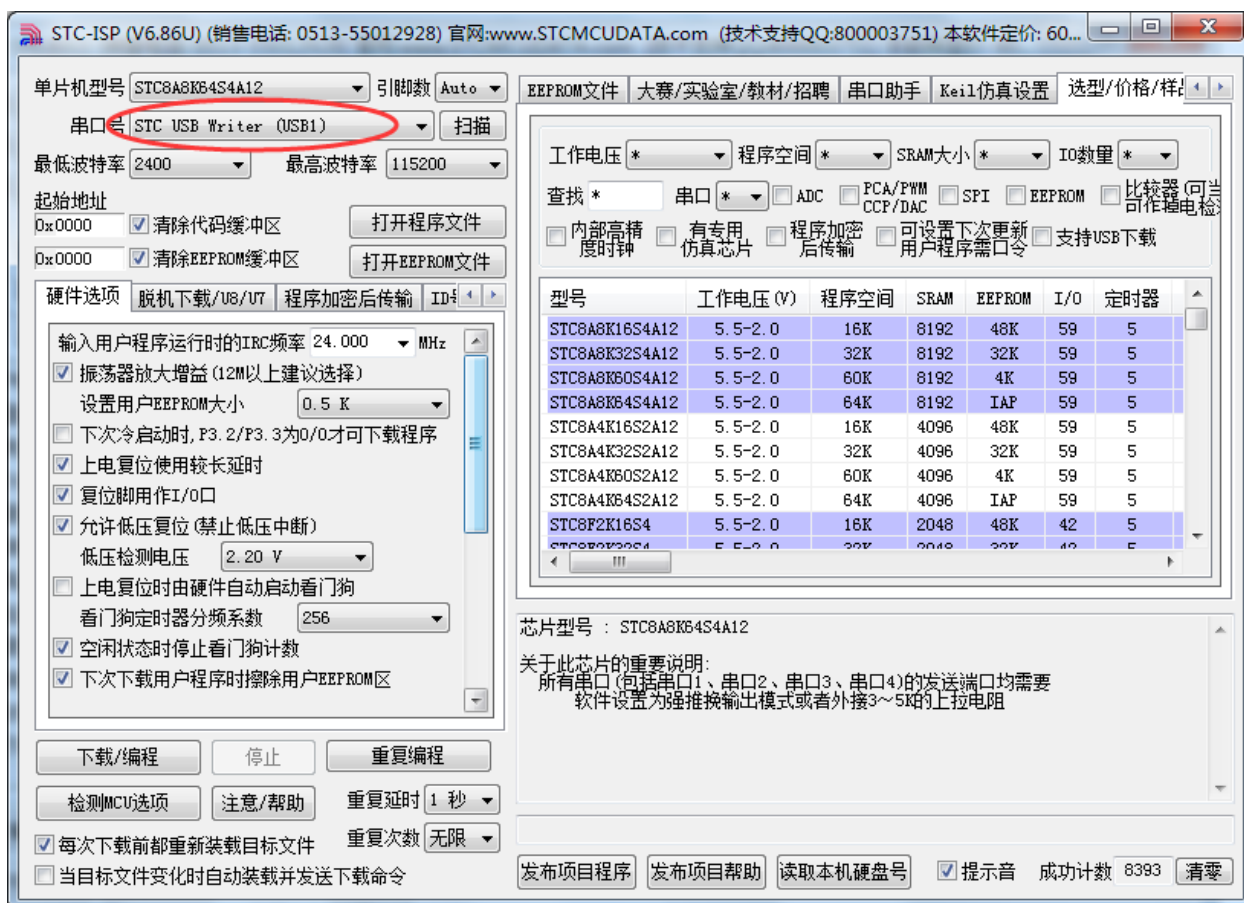 STC-ISP (V6.86U) (销售电话: 0513-55012928) 官网:www.STCMCUDATA.com (技术支持QQ:800003751) 本软件定价: 60...
单片机型号 STC8A8K64S4A12 引脚数 Auto
串口号 STC USB Writer (USB1) 扫描
最低波特率 2400 最高波特率 115200
起始地址
0x0000 清除代码缓冲区 打开程序文件
0x0000 清除EEPROM缓冲区 打开EEPROM文件
硬件选项 脱机下载/U8/U7 程序加密后传输
输入用户程序运行时的IRC频率 24.000 MHz
振荡器放大增益(12M以上建议选择)
设置用户EEPROM大小 0.5 K
下次冷启动时,P3.2/P3.3为0/0才可下载程序
上电复位使用较长延时
复位脚用作I/O口
允许低压复位(禁止低压中断)
低压检测电压 2.20 V
上电复位时由硬件自动启动看门狗
看门狗定时器分频系数 256
空闲状态时停止看门狗计数
下次下载用户程序时擦除用户EEPROM区
下载/编程 停止 重复编程
检测MCU选项 注意/帮助 重复延时 1 秒
每次下载前都重新装载目标文件 重复次数 无限
当目标文件变化时自动装载并发送下载命令
EEPROM文件 大赛/实验室/教材/招聘 串口助手 Keil仿真设置 选型/价格/样
工作电压 * 程序空间 * SRAM大小 * IO数量 *
查找 * 串口 * ADC PCA/PWM CCP/DAC SPI EEPROM 比较器(可当
内部高精度时钟 有专用仿真芯片 程序加密后传输 可设置下次更新用户程序需口令 支持USB下载
型号 工作电压(V) 程序空间 SRAM EEPROM I/O 定时器
STC8A8K16S4A12 5.5-2.0 16K 8192 48K 59 5
STC8A8K32S4A12 5.5-2.0 32K 8192 32K 59 5
STC8A8K60S4A12 5.5-2.0 60K 8192 4K 59 5
STC8A8K64S4A12 5.5-2.0 64K 8192 IAP 59 5
STC8A4K16S2A12 5.5-2.0 16K 4096 48K 59 5
STC8A4K32S2A12 5.5-2.0 32K 4096 32K 59 5
STC8A4K60S2A12 5.5-2.0 60K 4096 4K 59 5
STC8A4K64S2A12 5.5-2.0 64K 4096 IAP 59 5
STC8F2K16S4 5.5-2.0 16K 2048 48K 42 5
STC8F2K32S4 5.5-2.0 32K 2048 32K 42 5
芯片型号 : STC8A8K64S4A12
关于此芯片的重要说明:
所有串口(包括串口1、串口2、串口3、串口4)的发送端口均需要
软件设置为强推挽输出模式或者外接3～5K的上拉电阻
发布项目程序 发布项目帮助 读取本机硬盘号 提示音 成功计数 8393 清零